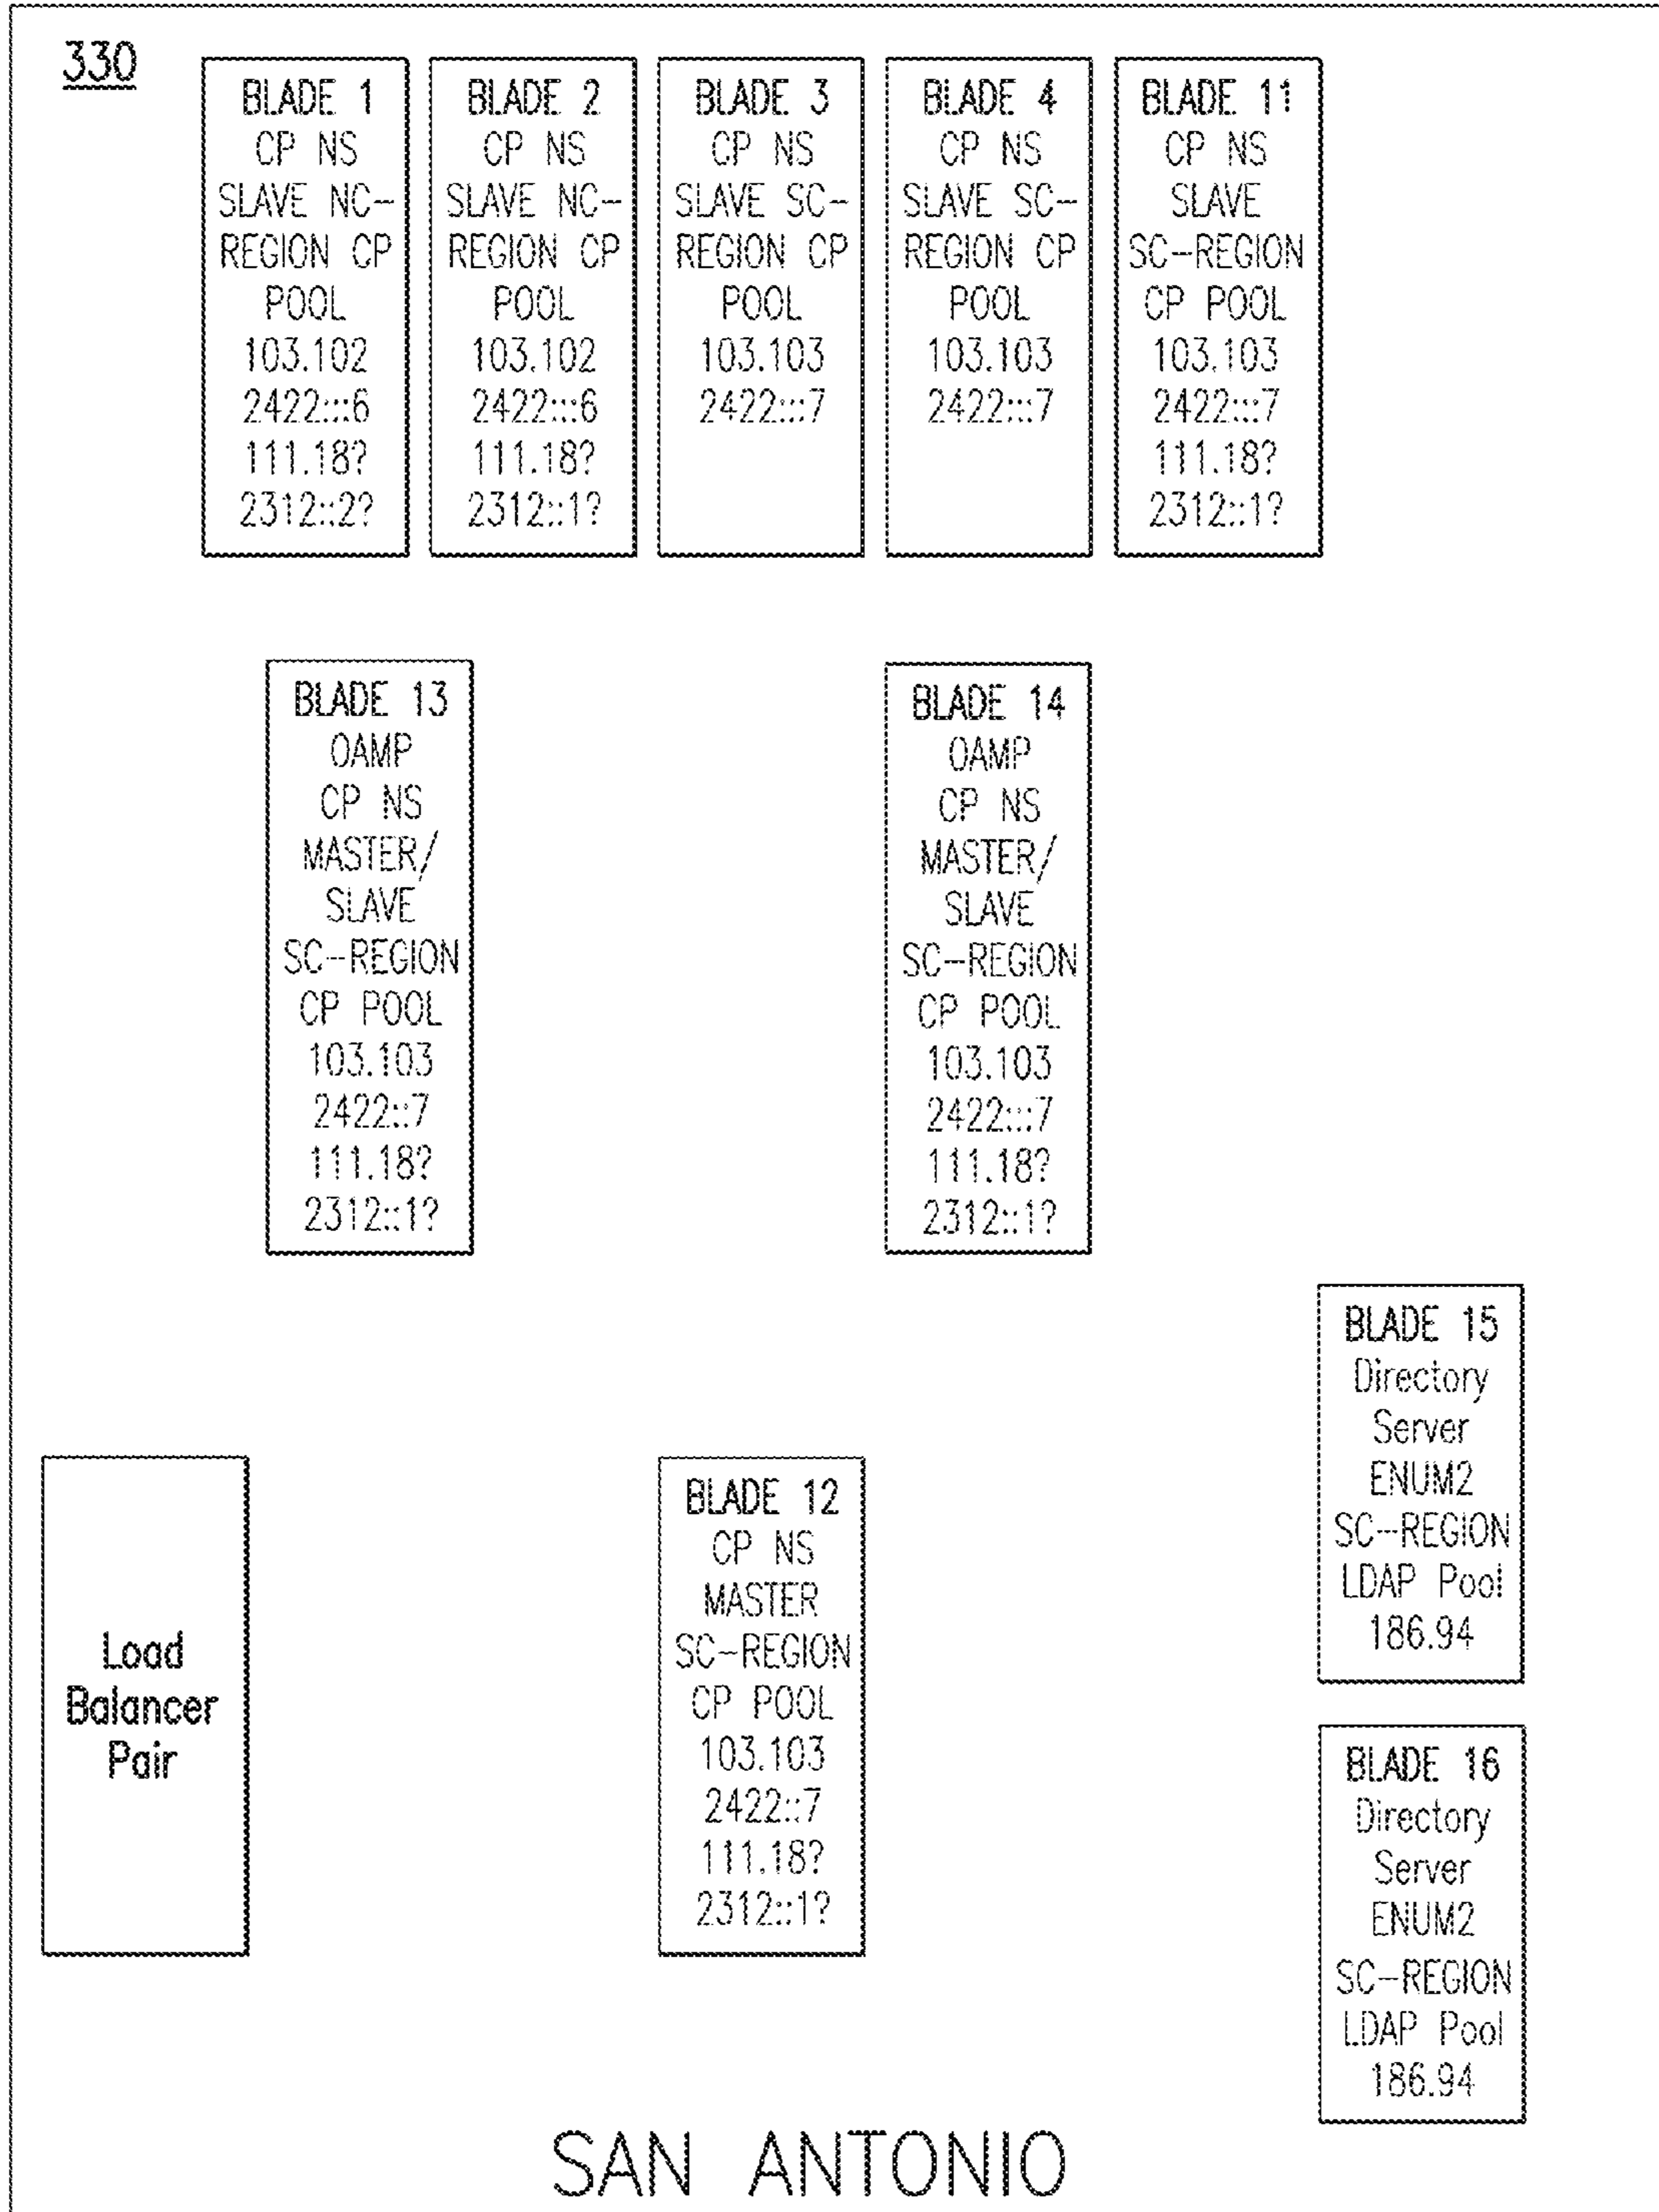 330
BLADE 1
CP NS
SLAVE NC-
REGION CP
POOL
103.102
2422:::6
111.18?
2312::2?
BLADE 2
CP NS
SLAVE NC-
REGION CP
POOL
103.102
2422:::6
111.18?
2312::1?
BLADE 3
CP NS
SLAVE SC-
REGION CP
POOL
103.103
2422:::7
BLADE 4
CP NS
SLAVE SC-
REGION CP
POOL
103.103
2422:::7
BLADE 11
CP NS
SLAVE
SC-REGION
CP POOL
103.103
2422:::7
111.18?
2312::1?
BLADE 13
OAMP
CP NS
MASTER/
SLAVE
SC-REGION
CP POOL
103.103
2422::7
111.18?
2312::1?
BLADE 14
OAMP
CP NS
MASTER/
SLAVE
SC-REGION
CP POOL
103.103
2422:::7
111.18?
2312::1?
Load
Balancer
Pair
BLADE 12
CP NS
MASTER
SC-REGION
CP POOL
103.103
2422::7
111.18?
2312::1?
BLADE 15
Directory
Server
ENUM2
SC-REGION
LDAP Pool
186.94
BLADE 16
Directory
Server
ENUM2
SC-REGION
LDAP Pool
186.94
SAN ANTONIO